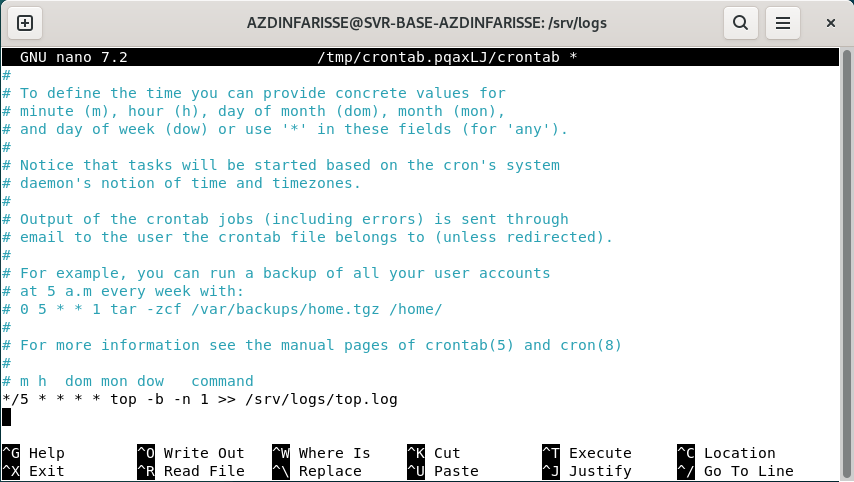 AZDINFARISSE@SVR-BASE-AZDINFARISSE: /srv/logs
GNU nano 7.2 /tmp/crontab.pqaxLJ/crontab *
#
# To define the time you can provide concrete values for
# minute (m), hour (h), day of month (dom), month (mon),
# and day of week (dow) or use '*' in these fields (for 'any').
#
# Notice that tasks will be started based on the cron's system
# daemon's notion of time and timezones.
#
# Output of the crontab jobs (including errors) is sent through
# email to the user the crontab file belongs to (unless redirected).
#
# For example, you can run a backup of all your user accounts
# at 5 a.m every week with:
# 0 5 * * 1 tar -zcf /var/backups/home.tgz /home/
#
# For more information see the manual pages of crontab(5) and cron(8)
#
# m h  dom mon dow   command
*/5 * * * * top -b -n 1 >> /srv/logs/top.log
^G Help ^O Write Out ^W Where Is ^K Cut ^T Execute ^C Location
^X Exit ^R Read File ^\ Replace ^U Paste ^J Justify ^/ Go To Line